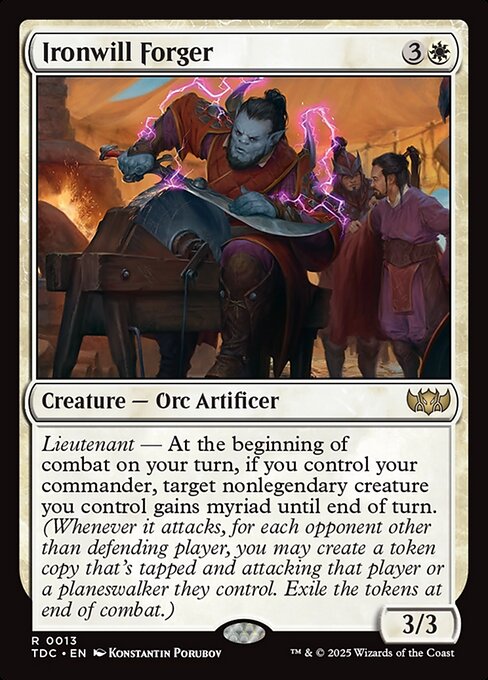 Ironwill Forger 3
Creature — Orc Artificer
Lieutenant — At the beginning of
combat on your turn, if you control your
commander, target nonlegendary creature
you control gains myriad until end of turn.
(Whenever it attacks, for each opponent other
than defending player, you may create a token
copy that's tapped and attacking that player or
a planeswalker they control. Exile the tokens at
end of combat.)
3/3
R 0013
TDC • EN Konstantin Porubov
™ & © 2025 Wizards of the Coast